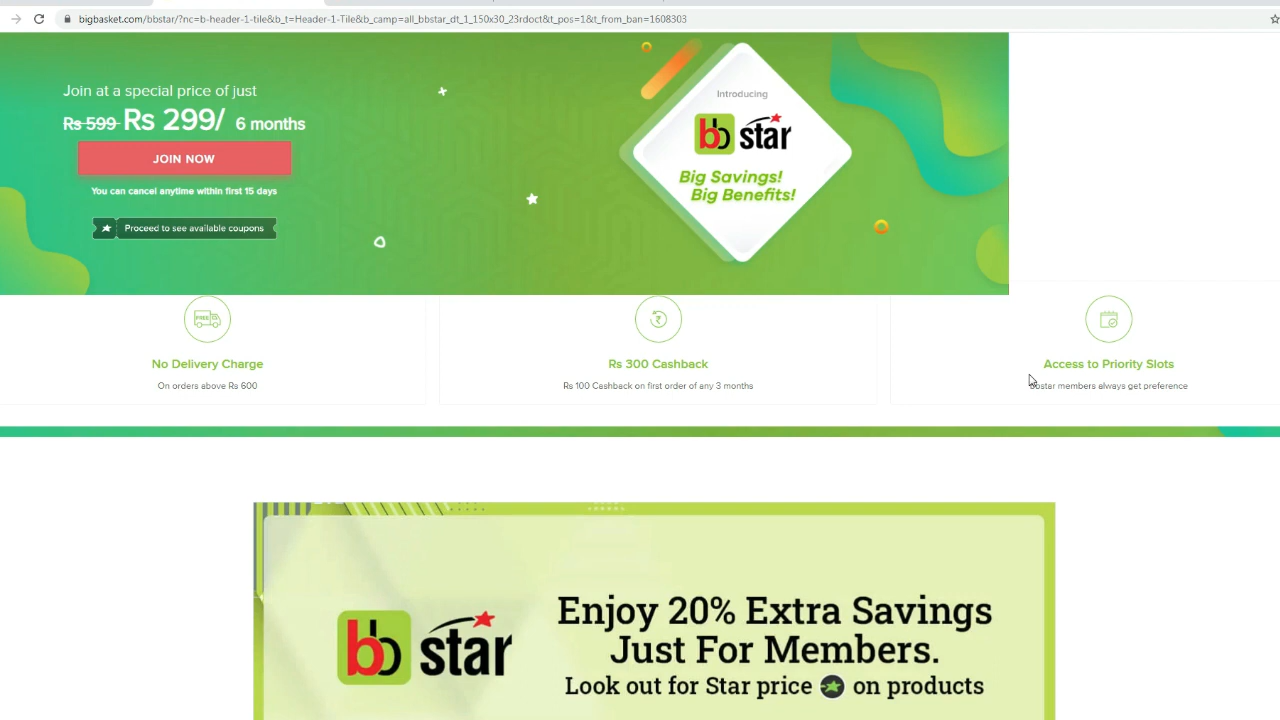 bigbasket.com/bbstar/?nc=b-header-1-tile&b_t=Header-1-Tile&b_camp=all_bbstar_dt_1_150x30_23rdoct&t_pos=1&t_from_ban=1608303
Join at a special price of just
Rs 599 Rs 299/ 6 months
JOIN NOW
You can cancel anytime within first 15 days
Proceed to see available coupons
Introducing
bb star
Big Savings!
Big Benefits!
FREE
No Delivery Charge
On orders above Rs 600
₹
Rs 300 Cashback
Rs 100 Cashback on first order of any 3 months
Access to Priority Slots
bbstar members always get preference
bb star
Enjoy 20% Extra Savings
Just For Members.
Look out for Star price on products